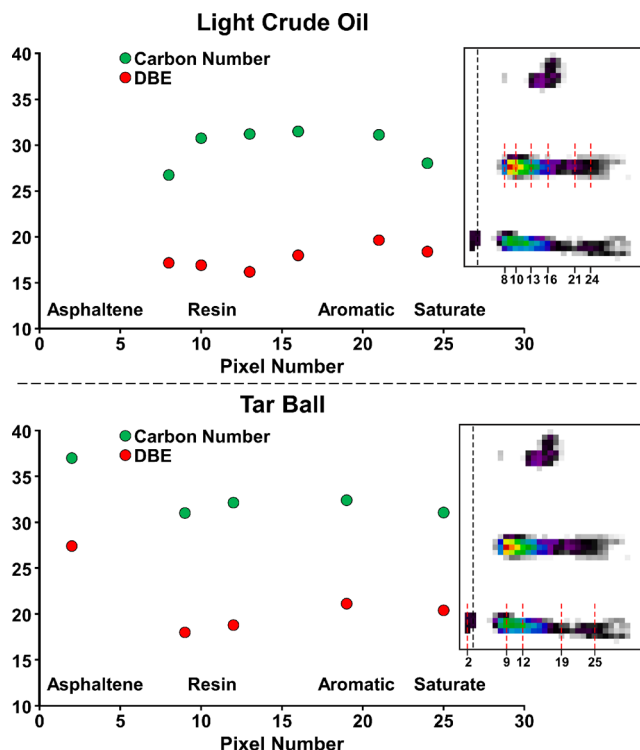 Light Crude Oil
Carbon Number
DBE
40
35
30
25
20
15
10
Asphaltene Resin Aromatic Saturate
0 5 10 15 20 25 30
Pixel Number
8 10 13 16 21 24
Tar Ball
Carbon Number
DBE
40
35
30
25
20
15
10
Asphaltene Resin Aromatic Saturate
0 5 10 15 20 25 30
Pixel Number
2 9 12 19 25